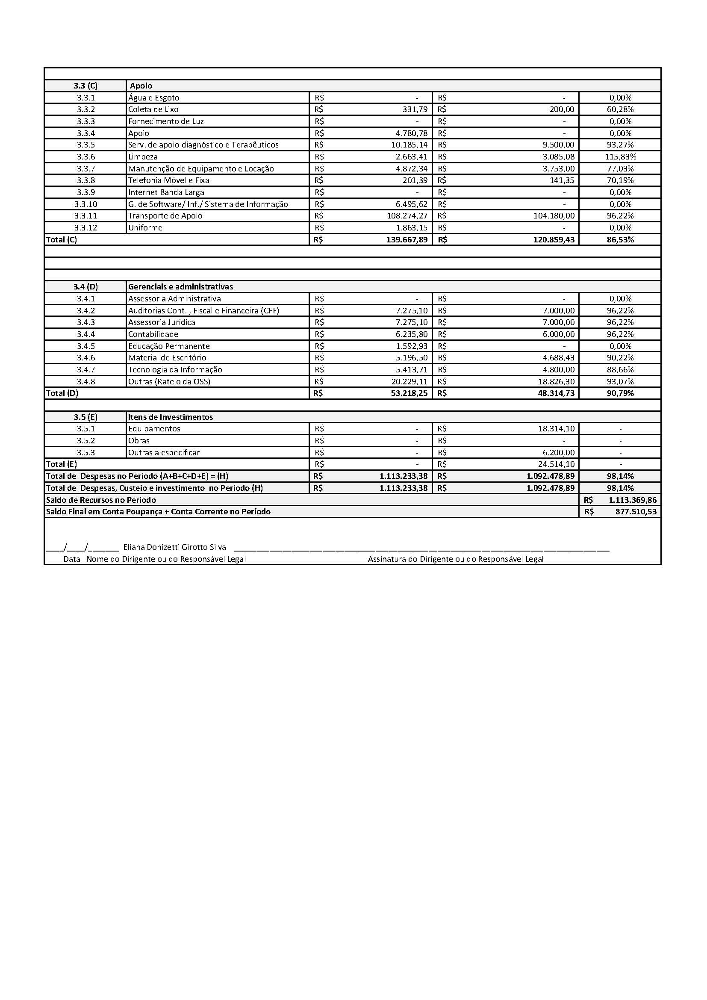 3.3 (C) Apoio
3.3.1 Água e Esgoto R$ - R$ - 0,00%
3.3.2 Coleta de Lixo R$ 331,79 R$ 200,00 60,28%
3.3.3 Fornecimento de Luz R$ - R$ - 0,00%
3.3.4 Apoio R$ 4.780,78 R$ - 0,00%
3.3.5 Serv. de apoio diagnóstico e Terapêuticos R$ 10.185,14 R$ 9.500,00 93,27%
3.3.6 Limpeza R$ 2.663,41 R$ 3.085,08 115,83%
3.3.7 Manutenção de Equipamento e Locação R$ 4.872,34 R$ 3.753,00 77,03%
3.3.8 Telefonia Móvel e Fixa R$ 201,39 R$ 141,35 70,19%
3.3.9 Internet Banda Larga R$ - R$ - 0,00%
3.3.10 G. de Software/ Inf./ Sistema de Informação R$ 6.495,62 R$ - 0,00%
3.3.11 Transporte de Apoio R$ 108.274,27 R$ 104.180,00 96,22%
3.3.12 Uniforme R$ 1.863,15 R$ - 0,00%
Total (C) R$ 139.667,89 R$ 120.859,43 86,53%
3.4 (D) Gerenciais e administrativas
3.4.1 Assessoria Administrativa R$ - R$ - 0,00%
3.4.2 Auditorias Cont. , Fiscal e Financeira (CFF) R$ 7.275,10 R$ 7.000,00 96,22%
3.4.3 Assessoria Jurídica R$ 7.275,10 R$ 7.000,00 96,22%
3.4.4 Contabilidade R$ 6.235,80 R$ 6.000,00 96,22%
3.4.5 Educação Permanente R$ 1.592,93 R$ - 0,00%
3.4.6 Material de Escritório R$ 5.196,50 R$ 4.688,43 90,22%
3.4.7 Tecnologia da Informação R$ 5.413,71 R$ 4.800,00 88,66%
3.4.8 Outras (Rateio da OSS) R$ 20.229,11 R$ 18.826,30 93,07%
Total (D) R$ 53.218,25 R$ 48.314,73 90,79%
3.5 (E) Itens de Investimentos
3.5.1 Equipamentos R$ - R$ 18.314,10 -
3.5.2 Obras R$ - R$ - -
3.5.3 Outras a especificar R$ - R$ 6.200,00 -
Total (E) R$ - R$ 24.514,10 -
Total de Despesas no Período (A+B+C+D+E) = (H) R$ 1.113.233,38 R$ 1.092.478,89 98,14%
Total de Despesas, Custeio e investimento no Período (H) R$ 1.113.233,38 R$ 1.092.478,89 98,14%
Saldo de Recursos no Período R$ 1.113.369,86
Saldo Final em Conta Poupança + Conta Corrente no Período R$ 877.510,53
____/____/_______ Eliana Donizetti Girotto Silva ______________________________
Data Nome do Dirigente ou do Responsável Legal Assinatura do Dirigente ou do Responsável Legal